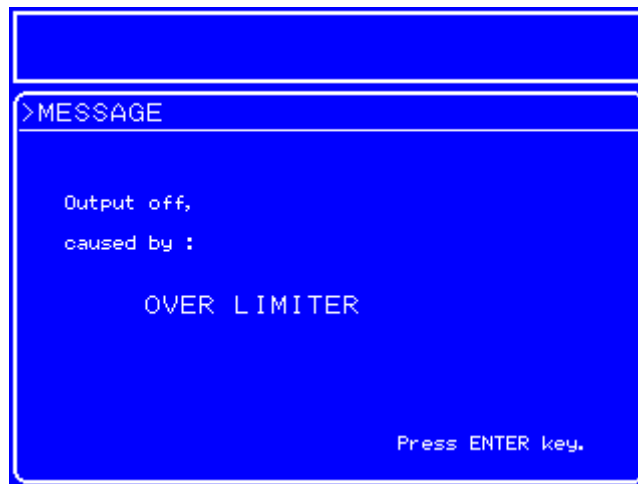 >MESSAGE
Output off,
caused by :
OVER LIMITER
Press ENTER key.